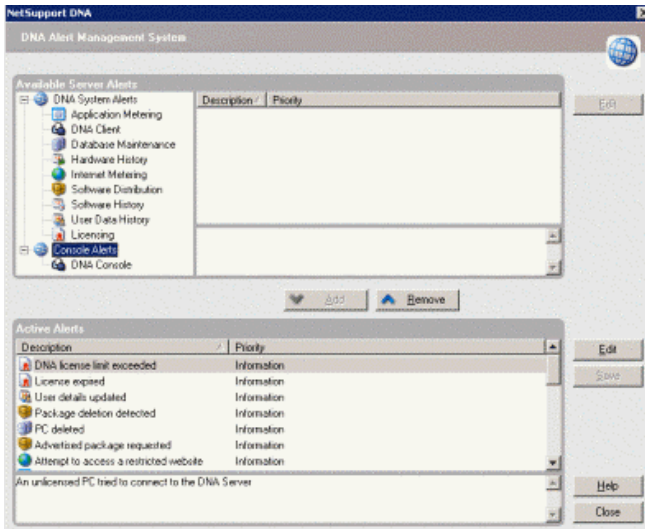 NetSupport DNA
DNA Alert Management System
Available Server Alerts
DNA System Alerts
Application Metering
DNA Client
Database Maintenance
Hardware History
Internet Metering
Software Distribution
Software History
User Data History
Licensing
Console Alerts
DNA Console
Description Priority
Edit
Add Remove
Active Alerts
Description Priority
DNA license limit exceeded Information
License expired Information
User details updated Information
Package deletion detected Information
PC deleted Information
Advertised package requested Information
Attempt to access a restricted website Information
Edit
Save
An unlicensed PC tried to connect to the DNA Server
Help
Close